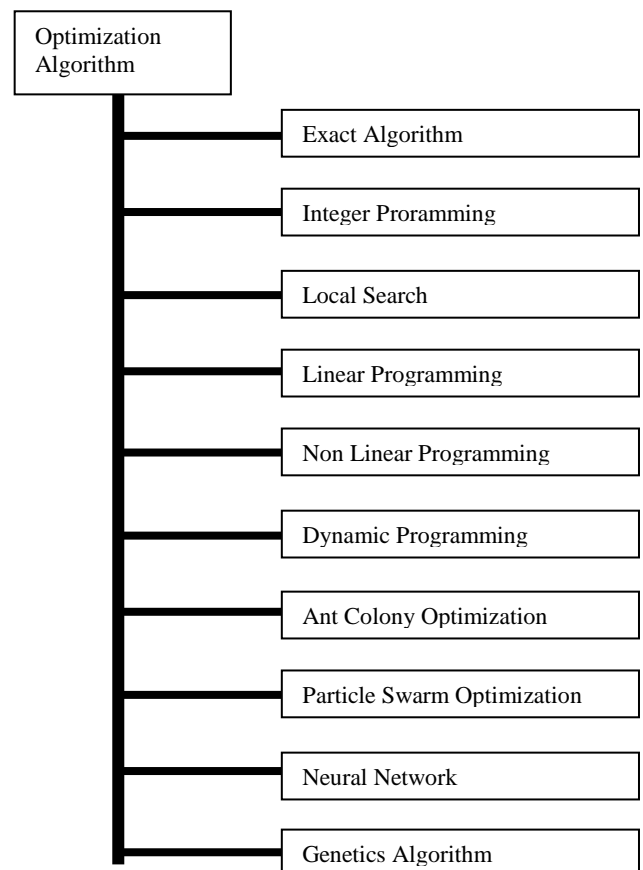 Optimization
Algorithm
Exact Algorithm
Integer Proramming
Local Search
Linear Programming
Non Linear Programming
Dynamic Programming
Ant Colony Optimization
Particle Swarm Optimization
Neural Network
Genetics Algorithm